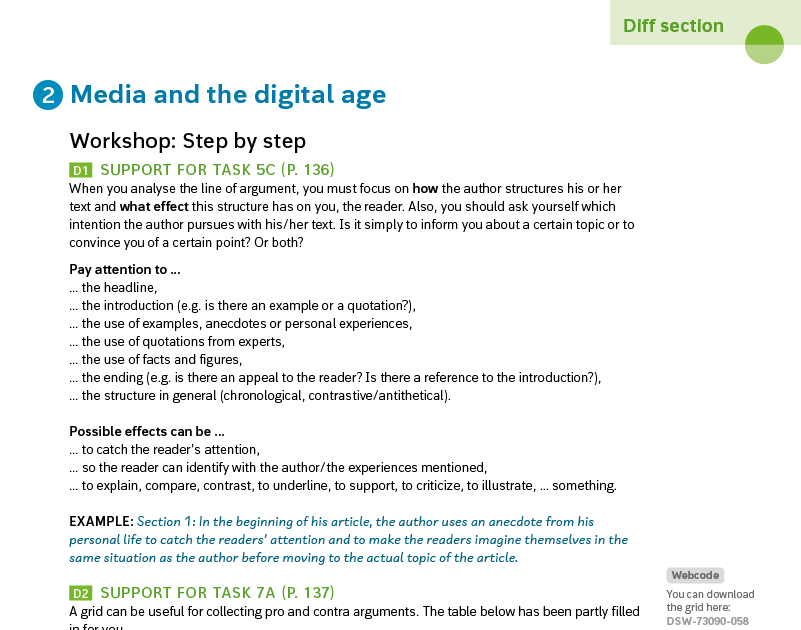 Diff section
2 Media and the digital age
Workshop: Step by step
D1 SUPPORT FOR TASK 5C (P. 136)
When you analyse the line of argument, you must focus on how the author structures his or her
text and what effect this structure has on you, the reader. Also, you should ask yourself which
intention the author pursues with his/her text. Is it simply to inform you about a certain topic or to
convince you of a certain point? Or both?
Pay attention to ...
... the headline,
... the introduction (e.g. is there an example or a quotation?),
... the use of examples, anecdotes or personal experiences,
... the use of quotations from experts,
... the use of facts and figures,
... the ending (e.g. is there an appeal to the reader? Is there a reference to the introduction?),
... the structure in general (chronological, contrastive/antithetical).
Possible effects can be ...
... to catch the reader's attention,
... so the reader can identify with the author/the experiences mentioned,
... to explain, compare, contrast, to underline, to support, to criticize, to illustrate, ... something.
EXAMPLE: Section 1: In the beginning of his article, the author uses an anecdote from his
personal life to catch the readers' attention and to make the readers imagine themselves in the
same situation as the author before moving to the actual topic of the article.
D2 SUPPORT FOR TASK 7A (P. 137)
A grid can be useful for collecting pro and contra arguments. The table below has been partly filled
in for you.
Webcode
You can download
the grid here:
DSW-73090-058